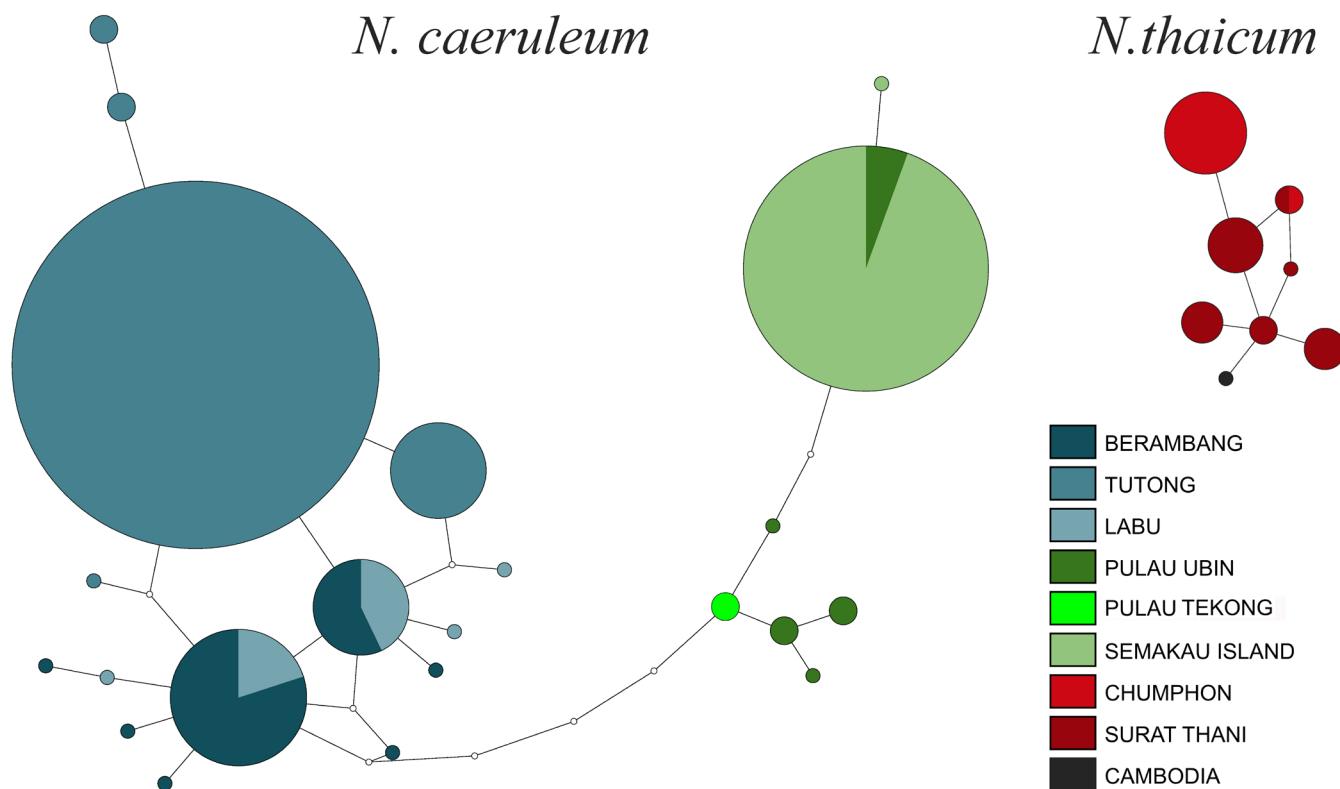 N. caeruleum
N.thaicum
BERAMBANG
TUTONG
LABU
PULAU UBIN
PULAU TEKONG
SEMAKAU ISLAND
CHUMPHON
SURAT THANI
CAMBODIA